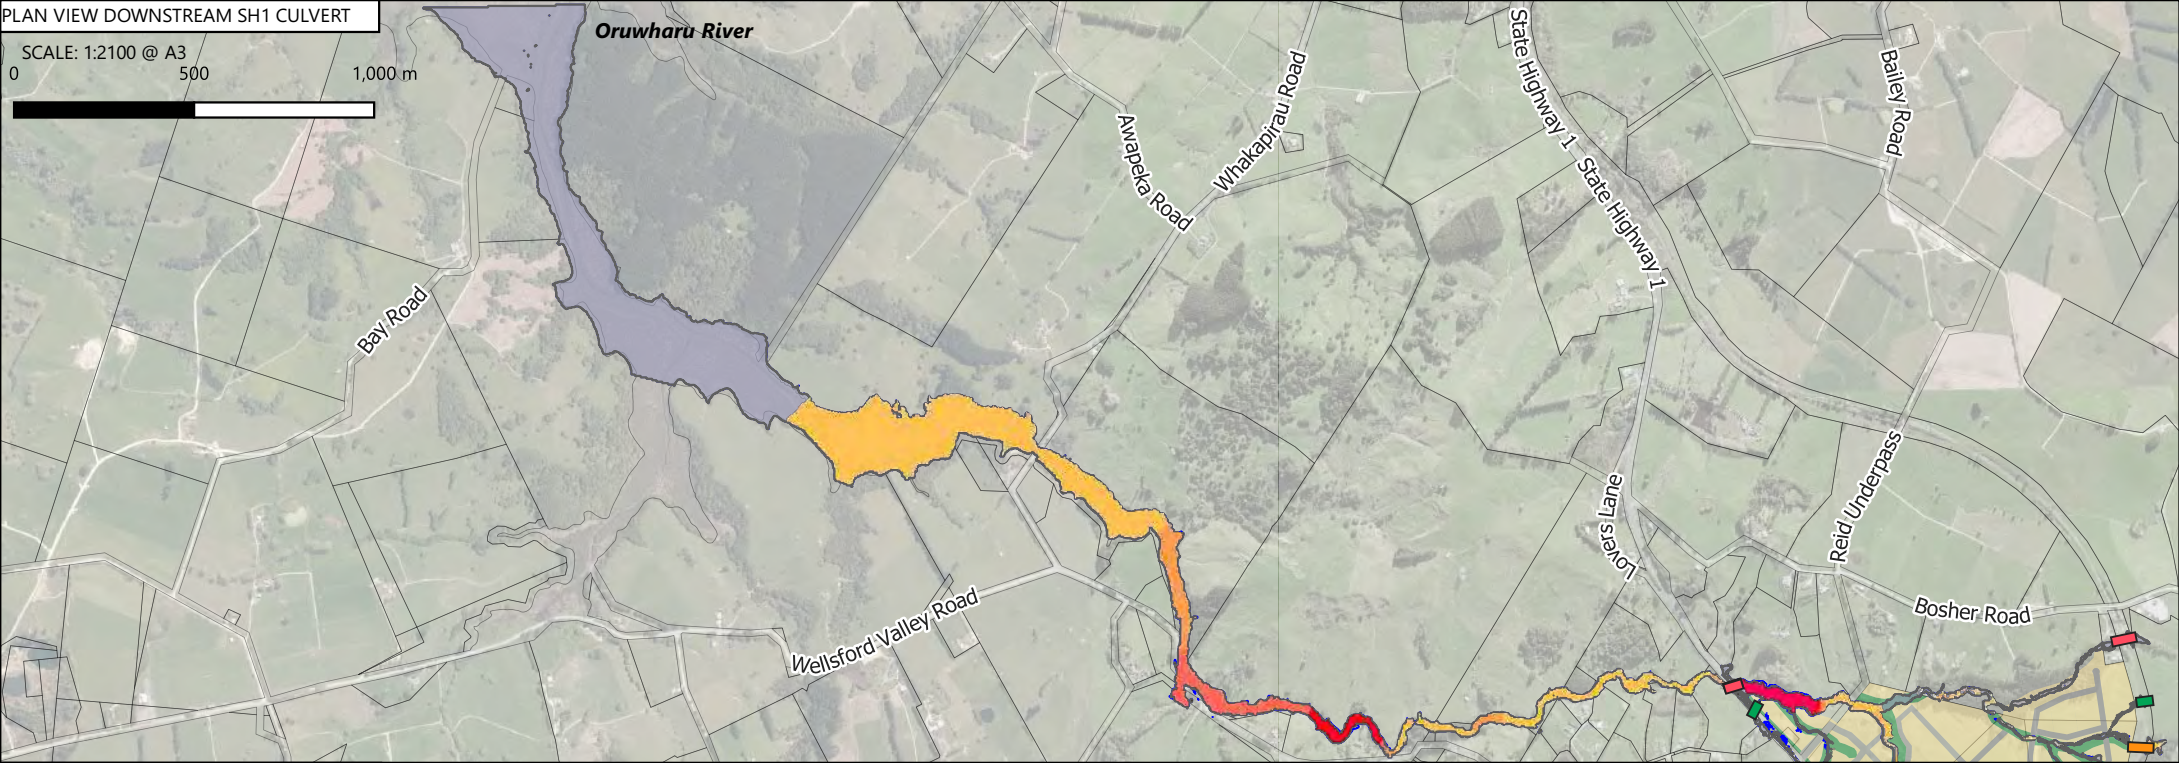 PLAN VIEW DOWNSTREAM SH1 CULVERT
SCALE: 1:2100 @ A3
0 500 1,000 m
Oruwharu River
State Highway 1
State Highway 1
Bailey Road
Whakapirau Road
Awapeka Road
Bay Road
Lovers Lane
Reid Underpass
Wellsford Valley Road
Bosher Road